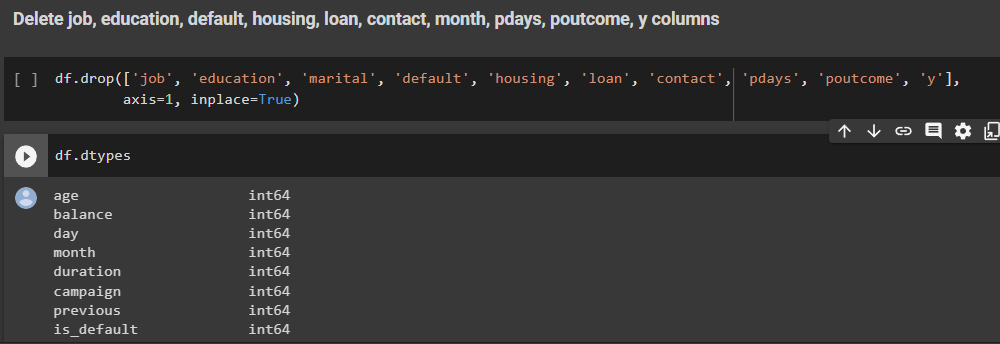 Delete job, education, default, housing, loan, contact, month, pdays, poutcome, y columns
[ ] df.drop(['job', 'education', 'marital', 'default', 'housing', 'loan', 'contact', 'pdays', 'poutcome', 'y'],
axis=1, inplace=True)
df.dtypes
age int64
balance int64
day int64
month int64
duration int64
campaign int64
previous int64
is_default int64